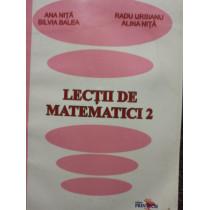 ANA NIȚĂ
SILVIA BALEA
RADU URSIANU
ALINA NIȚĂ
LECȚII DE
MATEMATICI 2